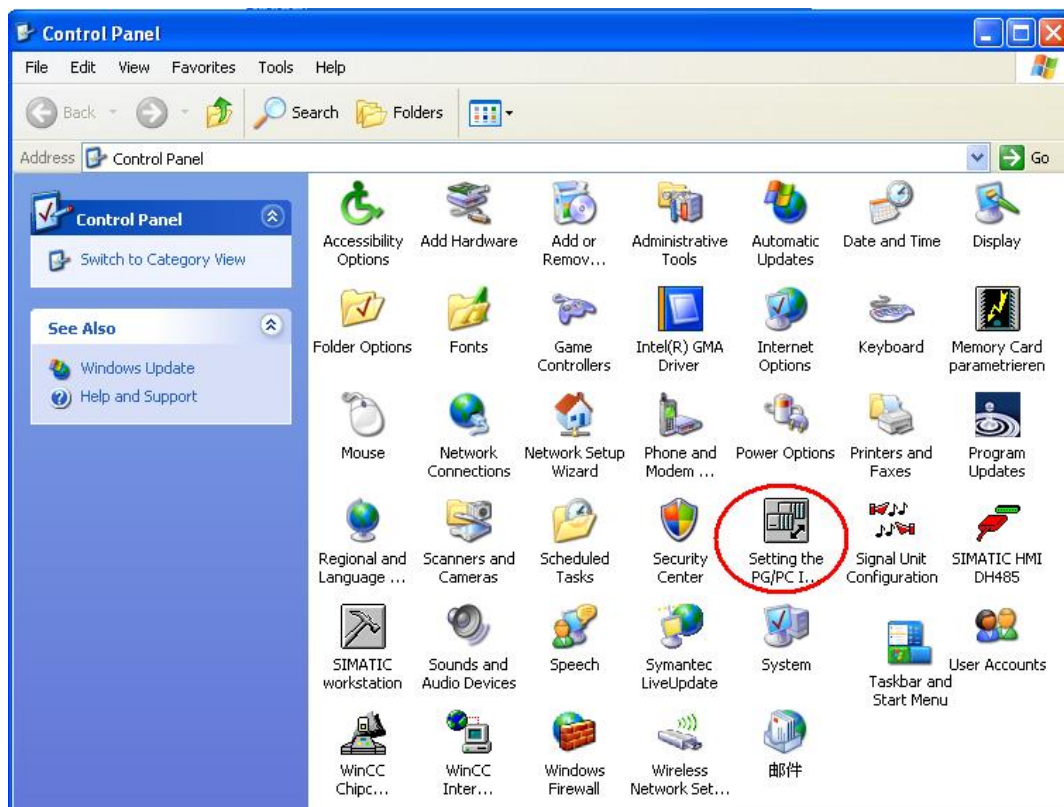 Control Panel
File Edit View Favorites Tools Help
Back Search Folders
Address Control Panel Go
Control Panel
Switch to Category View
See Also
Windows Update
Help and Support
Accessibility Options
Add Hardware
Add or Remov...
Administrative Tools
Automatic Updates
Date and Time
Display
Folder Options
Fonts
Game Controllers
Intel(R) GMA Driver
Internet Options
Keyboard
Memory Card parametrieren
Mouse
Network Connections
Network Setup Wizard
Phone and Modem ...
Power Options
Printers and Faxes
Program Updates
Regional and Language ...
Scanners and Cameras
Scheduled Tasks
Security Center
Setting the PG/PC I...
Signal Unit Configuration
SIMATIC HMI DH485
SIMATIC workstation
Sounds and Audio Devices
Speech
Symantec LiveUpdate
System
Taskbar and Start Menu
User Accounts
WinCC Chipc...
WinCC Inter...
Windows Firewall
Wireless Network Set...
邮件